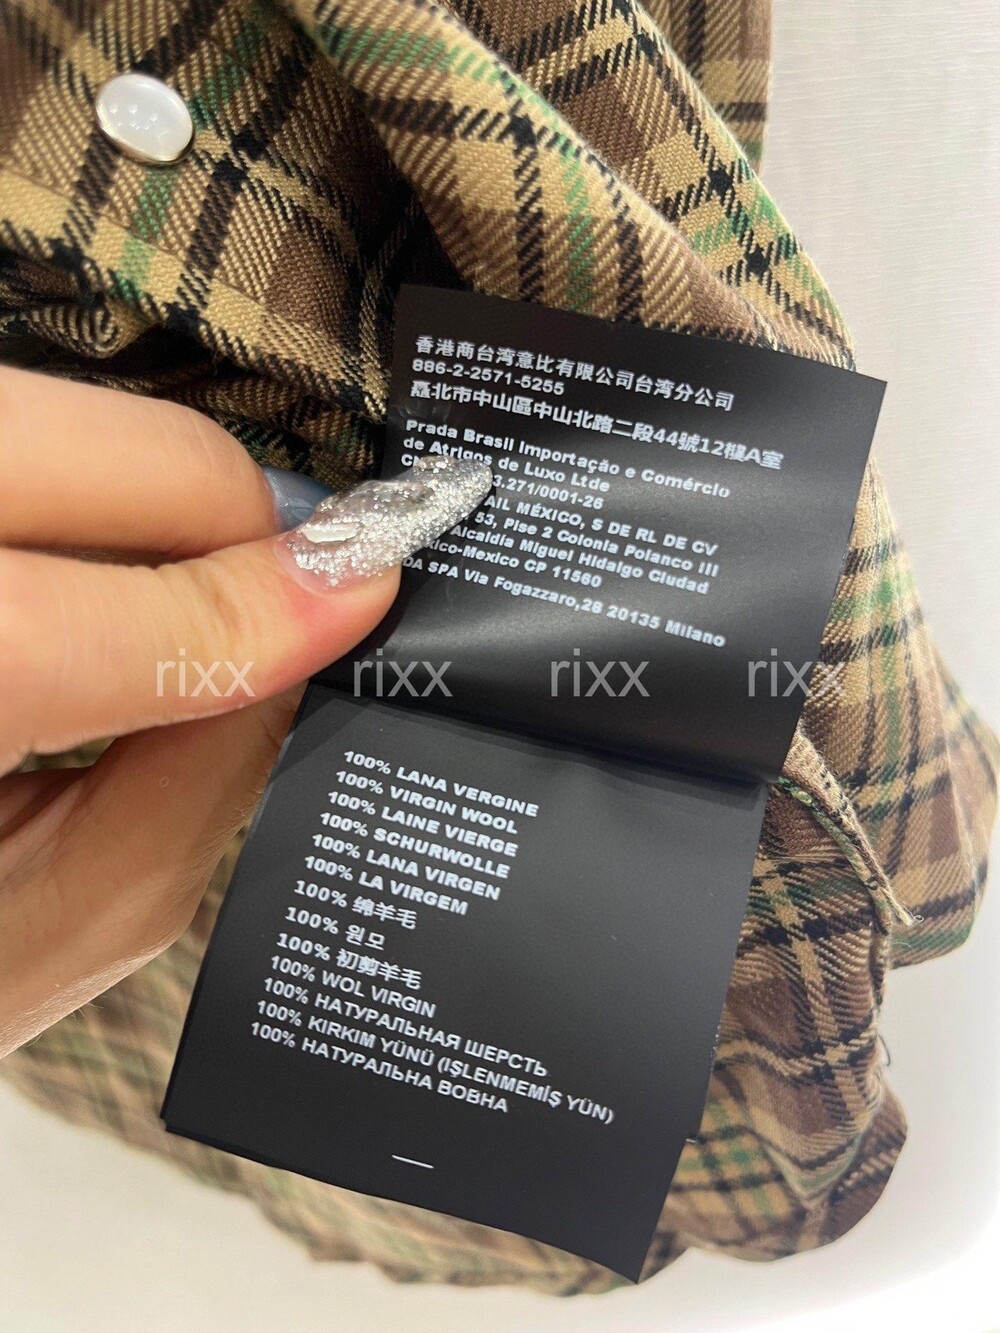 香港商台湾意比有限公司台湾分公司
886-2-2571-5255
北市中山區中山北路二段44號12樓A室
Prada Brasil Importação e Comércio
de Atrigos de Luxo Ltde
3.271/0001-26
AIL MÉXICO, S DE RL DE CV
53, Pise 2 Colonia Polanco III
Alcaldía Miguel Hidalgo Ciudad
ico-Mexico CP 11560
DA SPA Via Fogazzaro,28 20135 Milano
rixx rixx rixx rixx
100% LANA VERGINE
100% VIRGIN WOOL
100% LAINE VIERGE
100% SCHURWOLLE
100% LANA VIRGEN
100% LA VIRGEM
100% 绵羊毛
100% 원모
100% 初剪羊毛
100% WOL VIRGIN
100% НАТУРАЛЬНАЯ ШЕРСТЬ
100% KIRKIM YÜNÜ (IŞLENMEMİŞ YÜN)
100% НАТУРАЛЬНА ВОВНА